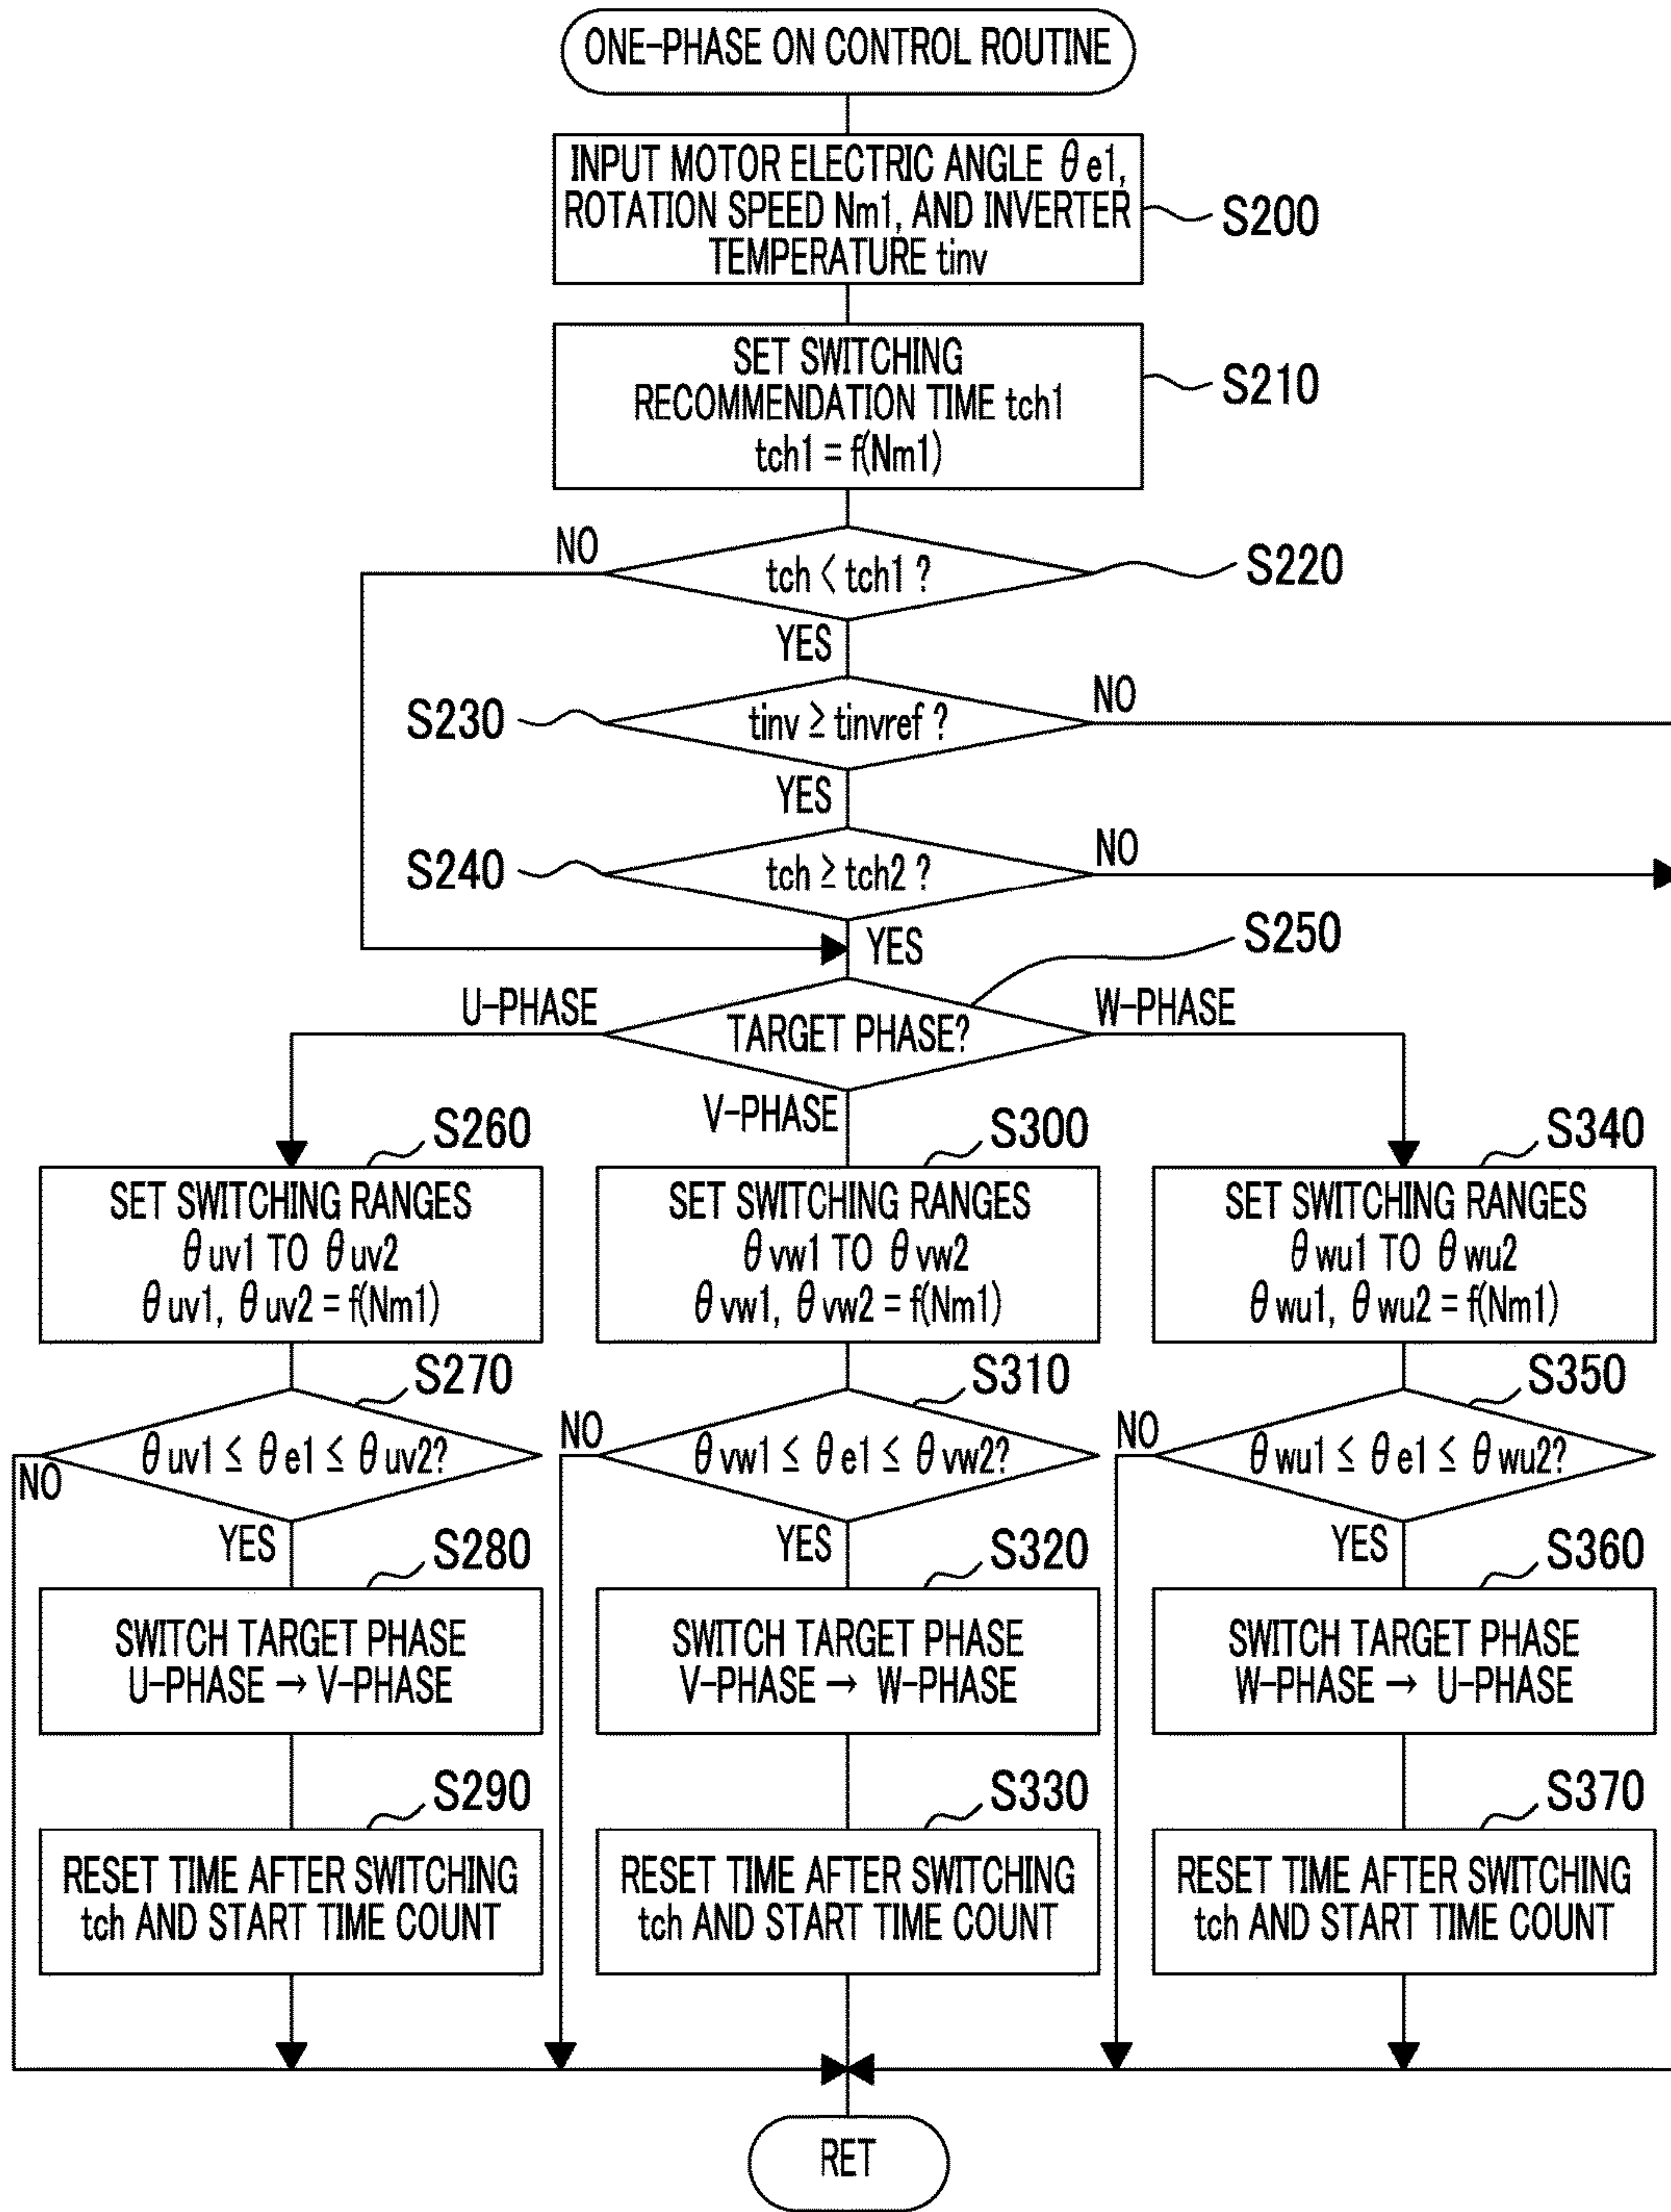 ONE-PHASE ON CONTROL ROUTINE
INPUT MOTOR ELECTRIC ANGLE θe1,
ROTATION SPEED Nm1, AND INVERTER
TEMPERATURE tinv
S200
SET SWITCHING
RECOMMENDATION TIME tch1
tch1 = f(Nm1)
S210
NO
tch < tch1 ?
S220
YES
S230
tinv ≥ tinvref ?
NO
YES
S240
tch ≥ tch2 ?
NO
YES
S250
U-PHASE
TARGET PHASE?
W-PHASE
V-PHASE
S260
SET SWITCHING RANGES
θuv1 TO θuv2
θuv1, θuv2 = f(Nm1)
S270
θuv1 ≤ θe1 ≤ θuv2?
NO
YES
S280
SWITCH TARGET PHASE
U-PHASE → V-PHASE
S290
RESET TIME AFTER SWITCHING
tch AND START TIME COUNT
S300
SET SWITCHING RANGES
θvw1 TO θvw2
θvw1, θvw2 = f(Nm1)
S310
NO
θvw1 ≤ θe1 ≤ θvw2?
YES
S320
SWITCH TARGET PHASE
V-PHASE → W-PHASE
S330
RESET TIME AFTER SWITCHING
tch AND START TIME COUNT
S340
SET SWITCHING RANGES
θwu1 TO θwu2
θwu1, θwu2 = f(Nm1)
S350
NO
θwu1 ≤ θe1 ≤ θwu2?
YES
S360
SWITCH TARGET PHASE
W-PHASE → U-PHASE
S370
RESET TIME AFTER SWITCHING
tch AND START TIME COUNT
RET